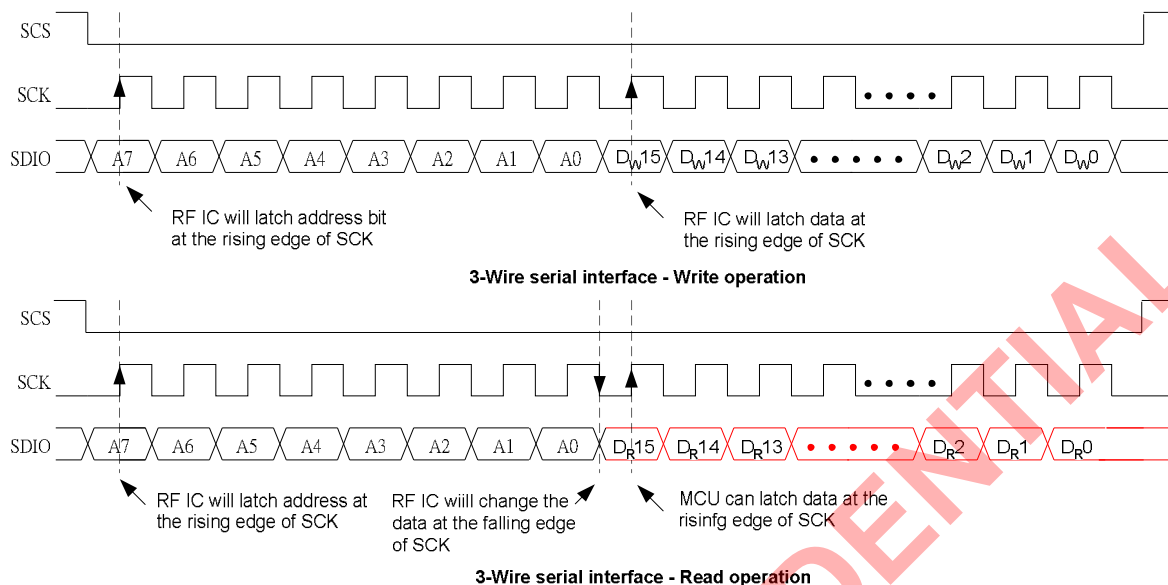 SCS
SCK
SDIO A7 A6 A5 A4 A3 A2 A1 A0 DW15 DW14 DW13 DW2 DW1 DW0
RF IC will latch address bit
at the rising edge of SCK
RF IC will latch data at
the rising edge of SCK
3-Wire serial interface - Write operation
SCS
SCK
SDIO A7 A6 A5 A4 A3 A2 A1 A0 DR15 DR14 DR13 DR2 DR1 DR0
RF IC will latch address at
the rising edge of SCK
RF IC wiill change the
data at the falling edge
of SCK
MCU can latch data at the
risinfg edge of SCK
3-Wire serial interface - Read operation
DENTIAL